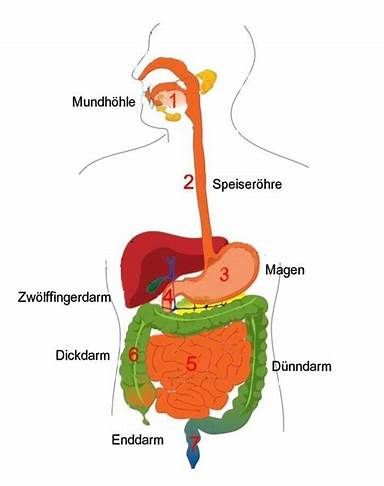 Mundhöhle 1
2 Speiseröhre
3 Magen
Zwölffingerdarm 4
Dickdarm 6
5 Dünndarm
Enddarm 7